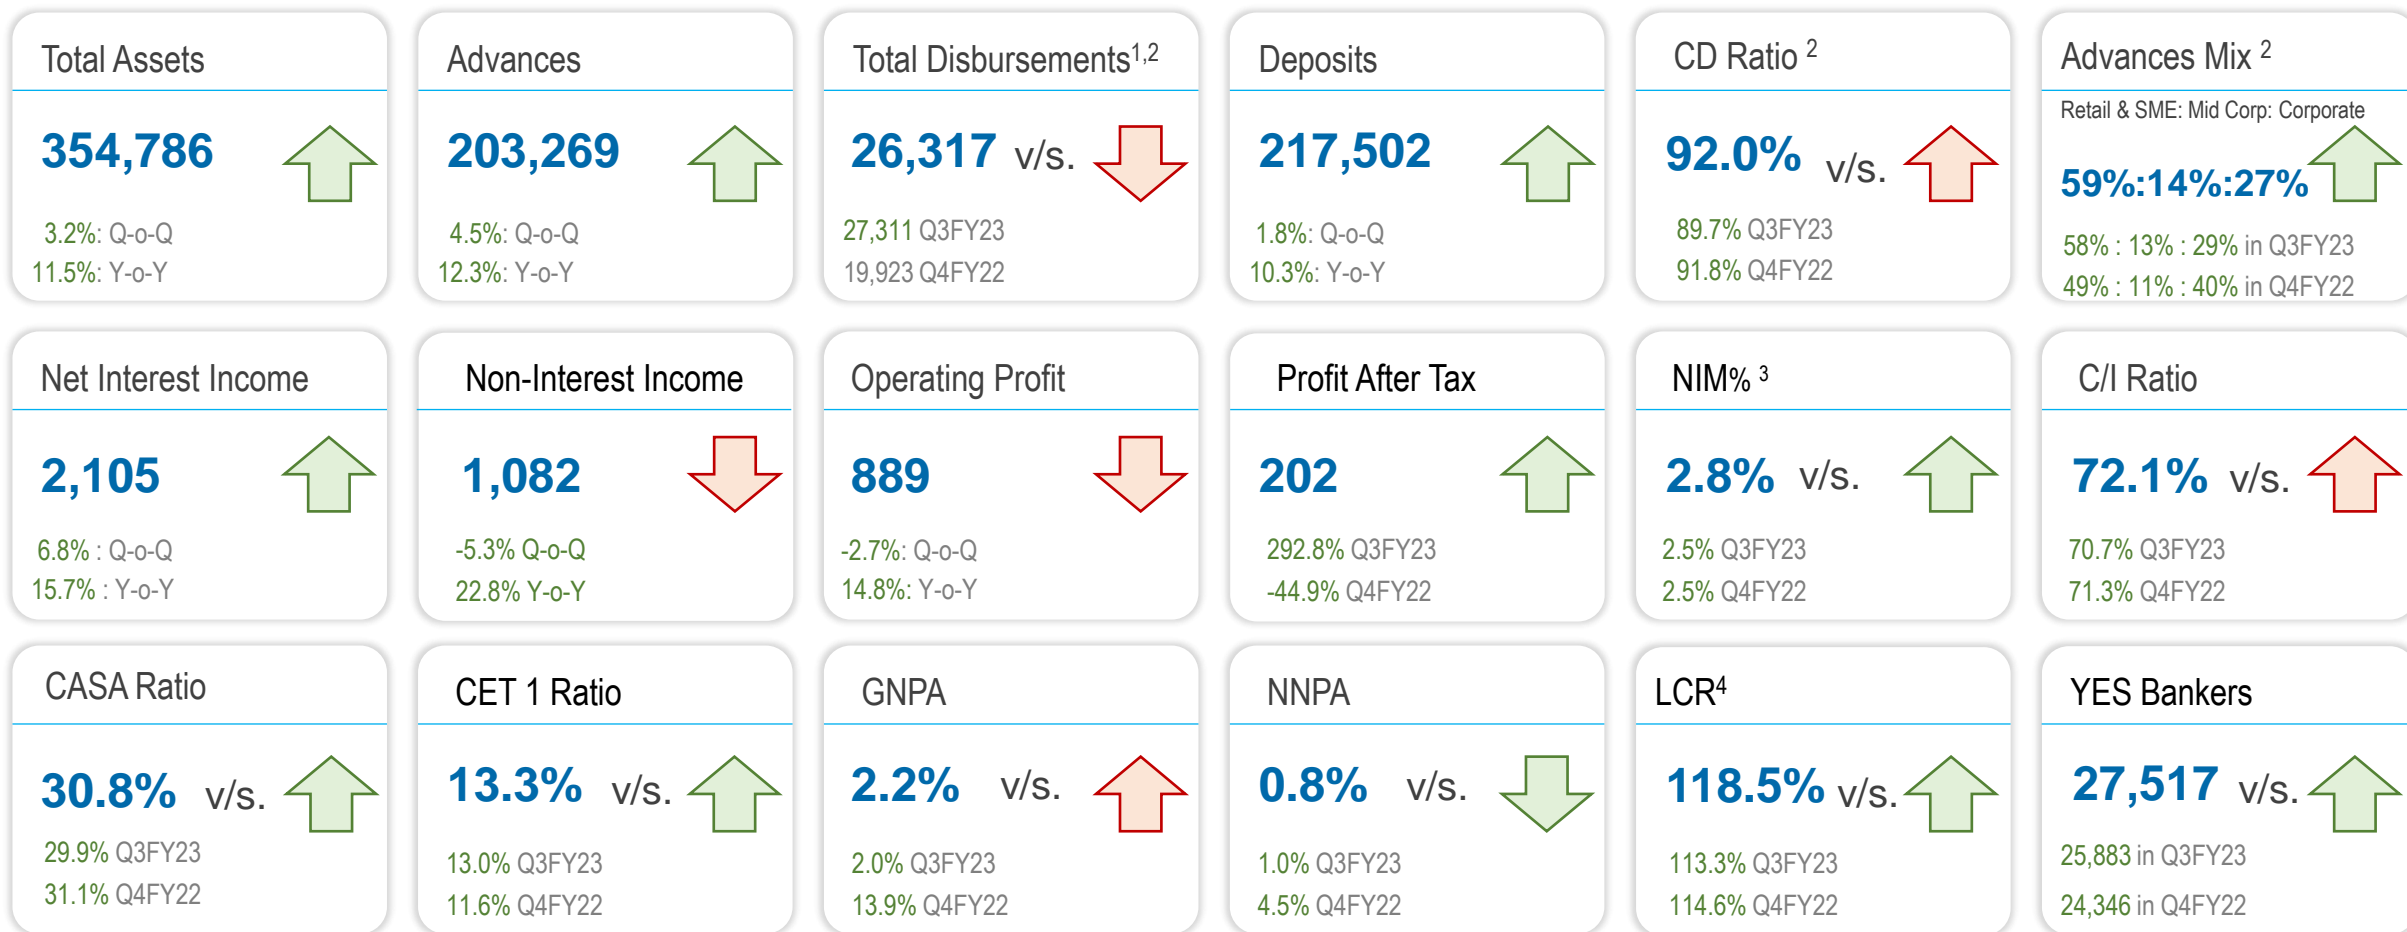 Total Assets
354,786
3.2%: Q-o-Q
11.5%: Y-o-Y
Advances
203,269
4.5%: Q-o-Q
12.3%: Y-o-Y
Total Disbursements1,2
26,317 v/s.
27,311 Q3FY23
19,923 Q4FY22
Deposits
217,502
1.8%: Q-o-Q
10.3%: Y-o-Y
CD Ratio 2
92.0% v/s.
89.7% Q3FY23
91.8% Q4FY22
Advances Mix 2
Retail & SME: Mid Corp: Corporate
59%:14%:27%
58% : 13% : 29% in Q3FY23
49% : 11% : 40% in Q4FY22
Net Interest Income
2,105
6.8% : Q-o-Q
15.7% : Y-o-Y
Non-Interest Income
1,082
-5.3% Q-o-Q
22.8% Y-o-Y
Operating Profit
889
-2.7%: Q-o-Q
14.8%: Y-o-Y
Profit After Tax
202
292.8% Q3FY23
-44.9% Q4FY22
NIM% 3
2.8% v/s.
2.5% Q3FY23
2.5% Q4FY22
C/I Ratio
72.1% v/s.
70.7% Q3FY23
71.3% Q4FY22
CASA Ratio
30.8% v/s.
29.9% Q3FY23
31.1% Q4FY22
CET 1 Ratio
13.3% v/s.
13.0% Q3FY23
11.6% Q4FY22
GNPA
2.2% v/s.
2.0% Q3FY23
13.9% Q4FY22
NNPA
0.8% v/s.
1.0% Q3FY23
4.5% Q4FY22
LCR4
118.5% v/s.
113.3% Q3FY23
114.6% Q4FY22
YES Bankers
27,517 v/s.
25,883 in Q3FY23
24,346 in Q4FY22